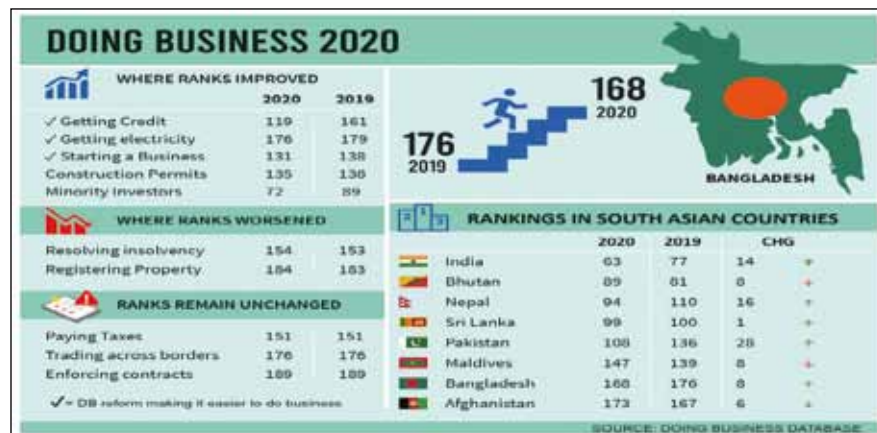 DOING BUSINESS 2020
WHERE RANKS IMPROVED
2020 2019
✓ Getting Credit 119 161
✓ Getting electricity 176 179
✓ Starting a Business 131 138
Construction Permits 135 138
Minority Investors 72 89
WHERE RANKS WORSENED
Resolving insolvency 154 153
Registering Property 184 183
RANKS REMAIN UNCHANGED
Paying Taxes 151 151
Trading across borders 176 176
Enforcing contracts 189 189
✓= DB reform making it easier to do business
168
2020
176
2019
BANGLADESH
RANKINGS IN SOUTH ASIAN COUNTRIES
2020 2019 CHG
India 63 77 14
Bhutan 89 81 8
Nepal 94 110 16
Sri Lanka 99 100 1
Pakistan 108 136 28
Maldives 147 139 8
Bangladesh 168 176 8
Afghanistan 173 167 6
SOURCE: DOING BUSINESS DATABASE